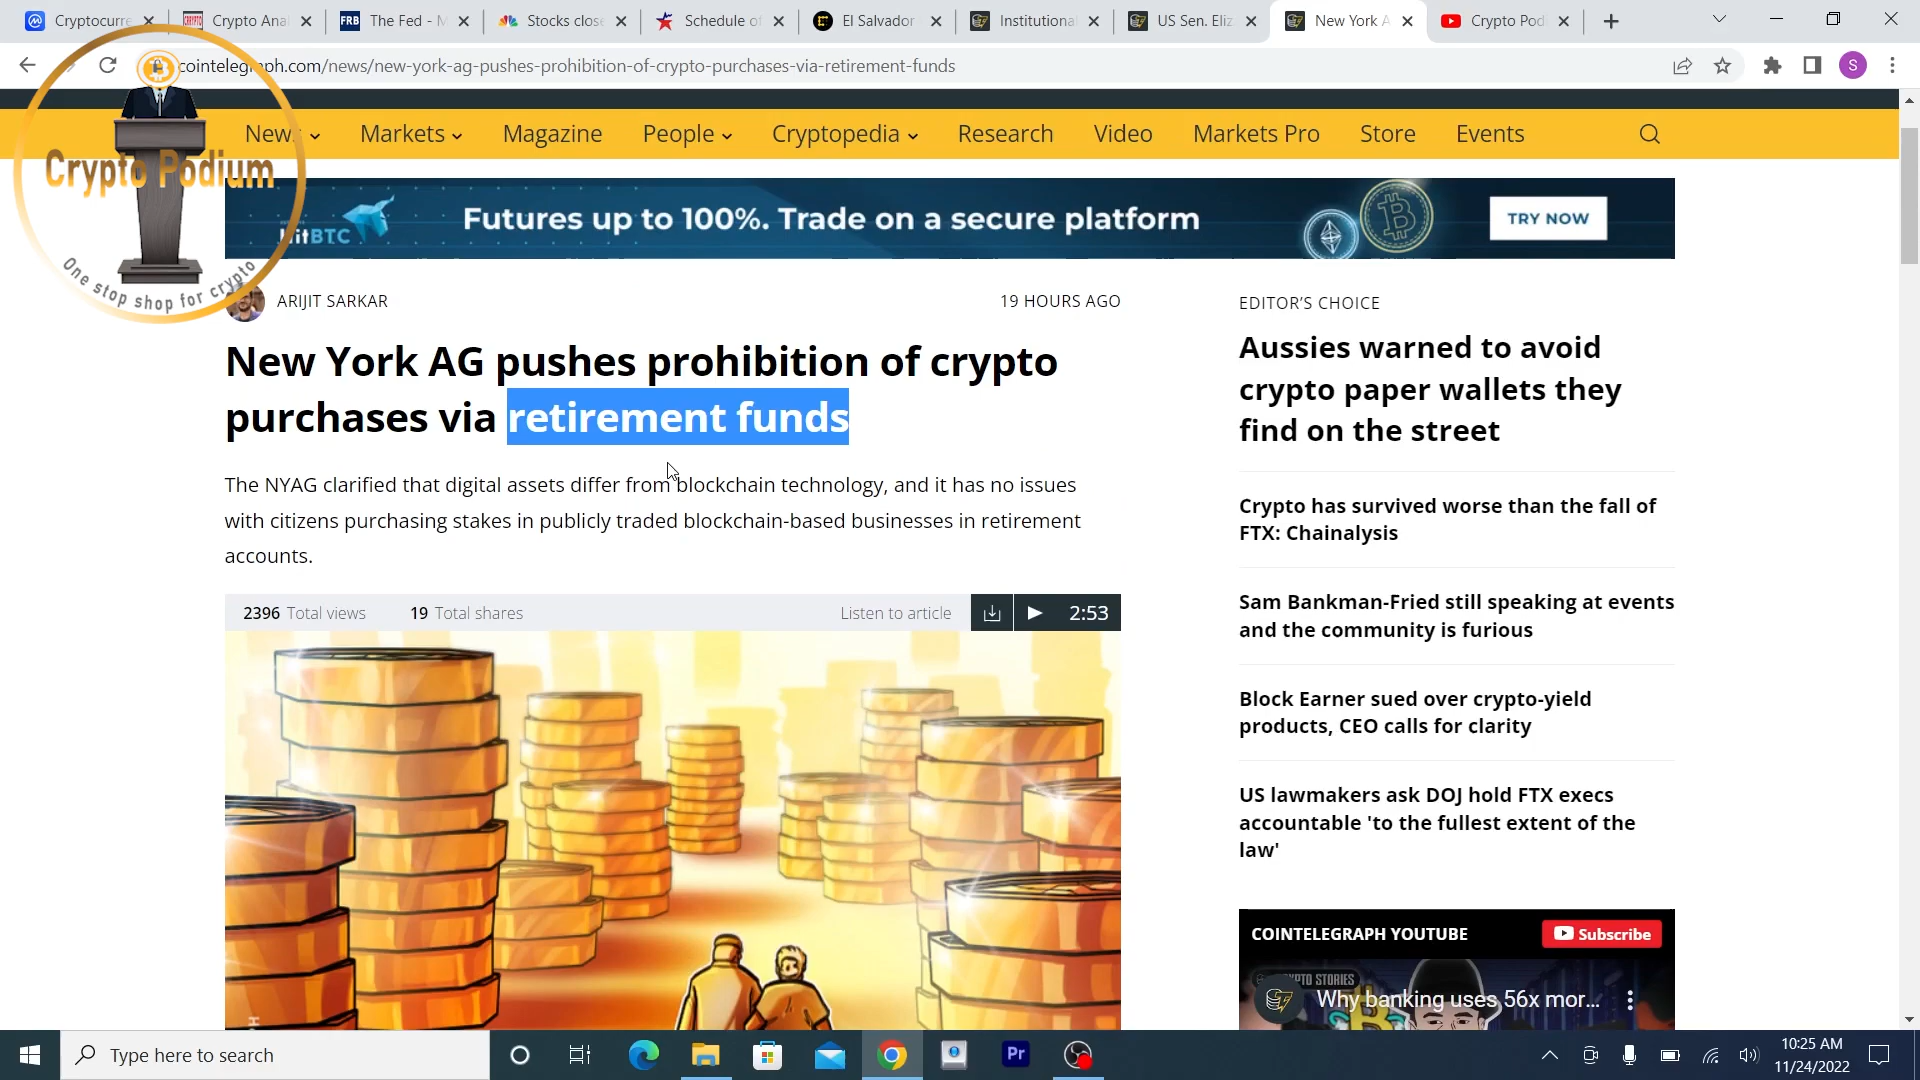 Cryptocurre
Crypto Anal
The Fed - M
Stocks close
Schedule of
El Salvador
Institutiona
US Sen. Eliz
New York A
Crypto Pod
cointelegraph.com/news/new-york-ag-pushes-prohibition-of-crypto-purchases-via-retirement-funds
S
News
Markets
Magazine
People
Cryptopedia
Research
Video
Markets Pro
Store
Events
Crypto Podium
One stop shop for crypto
HitBTC
Futures up to 100%. Trade on a secure platform
TRY NOW
ARIJIT SARKAR
19 HOURS AGO
New York AG pushes prohibition of crypto
purchases via retirement funds
The NYAG clarified that digital assets differ from blockchain technology, and it has no issues
with citizens purchasing stakes in publicly traded blockchain-based businesses in retirement
accounts.
2396 Total views
19 Total shares
Listen to article
2:53
EDITOR'S CHOICE
Aussies warned to avoid
crypto paper wallets they
find on the street
Crypto has survived worse than the fall of
FTX: Chainalysis
Sam Bankman-Fried still speaking at events
and the community is furious
Block Earner sued over crypto-yield
products, CEO calls for clarity
US lawmakers ask DOJ hold FTX execs
accountable 'to the fullest extent of the
law'
COINTELEGRAPH YOUTUBE
Subscribe
Why banking uses 56x mor...
Type here to search
Pr
10:25 AM
11/24/2022